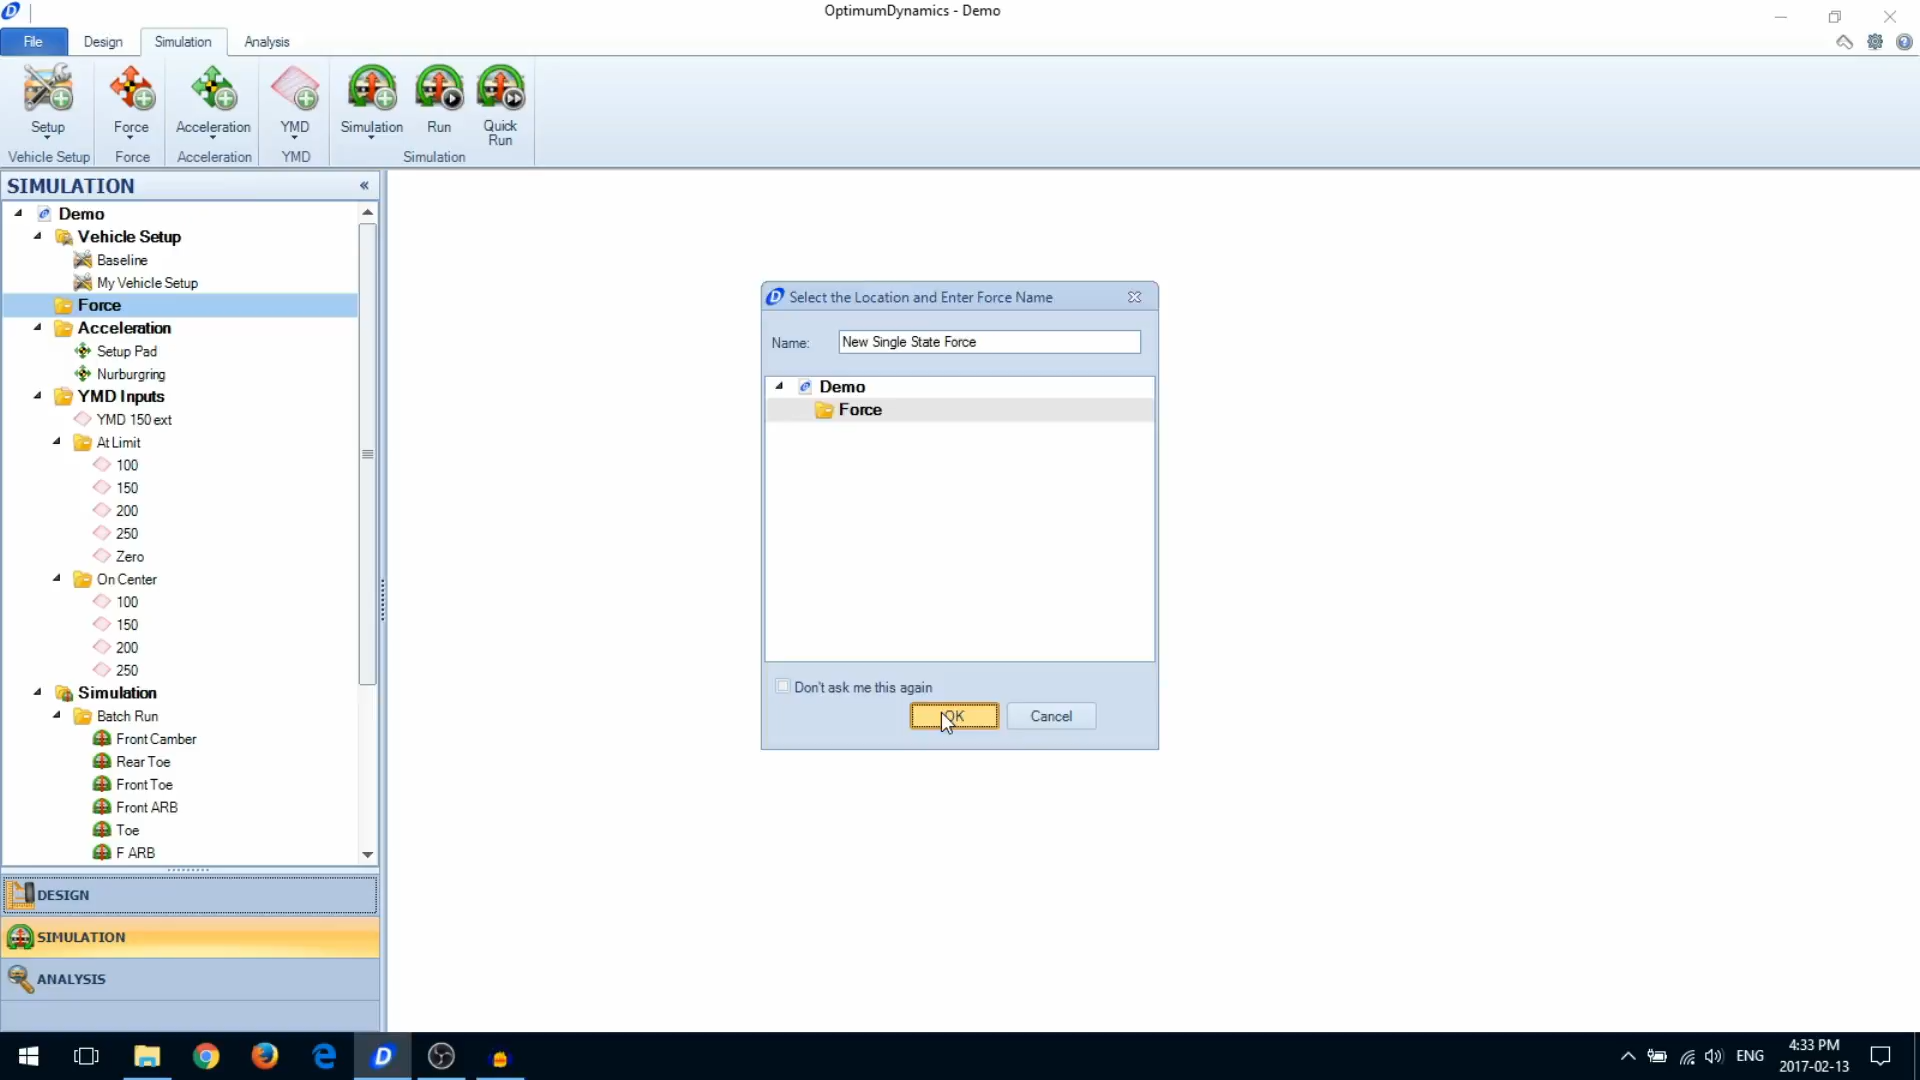 OptimumDynamics - Demo
File Design Simulation Analysis
Setup Force Acceleration YMD Simulation Run Quick Run
Vehicle Setup Force Acceleration YMD Simulation
SIMULATION «
Demo
Vehicle Setup
Baseline
My Vehicle Setup
Force
Acceleration
Setup Pad
Nurburgring
YMD Inputs
YMD 150 ext
At Limit
100
150
200
250
Zero
On Center
100
150
200
250
Simulation
Batch Run
Front Camber
Rear Toe
Front Toe
Front ARB
Toe
F ARB
DESIGN
SIMULATION
ANALYSIS
Select the Location and Enter Force Name
Name: New Single State Force
Demo
Force
Don't ask me this again
OK Cancel
ENG
4:33 PM
2017-02-13